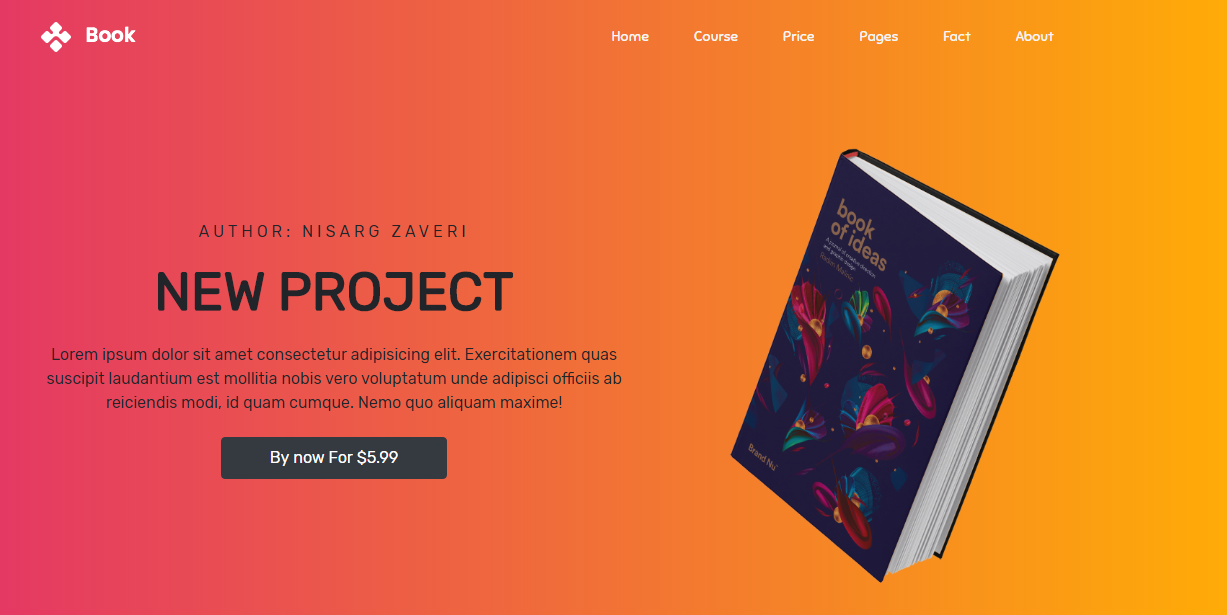 Book
Home Course Price Pages Fact About
AUTHOR: NISARG ZAVERI
NEW PROJECT
Lorem ipsum dolor sit amet consectetur adipisicing elit. Exercitationem quas
suscipit laudantium est mollitia nobis vero voluptatum unde adipisci officiis ab
reiciendis modi, id quam cumque. Nemo quo aliquam maxime!
By now For $5.99
book
of ideas
Brand Nu